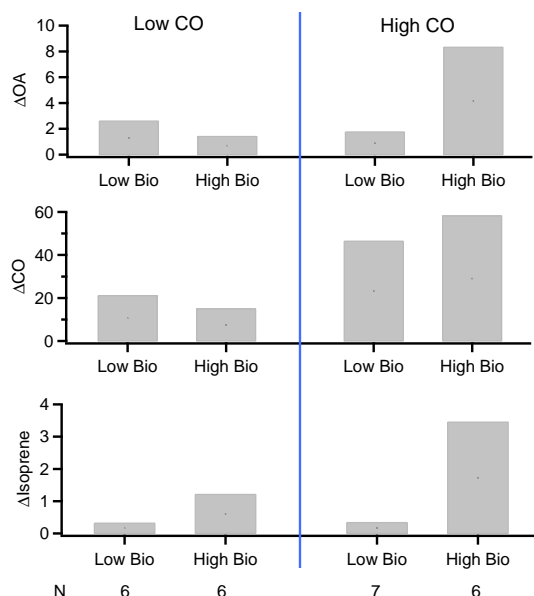 Low CO High CO
10
8
6
4
2
0
ΔOA
Low Bio High Bio Low Bio High Bio
60
40
20
0
ΔCO
Low Bio High Bio Low Bio High Bio
4
3
2
1
0
ΔIsoprene
Low Bio High Bio Low Bio High Bio
N 6 6 7 6